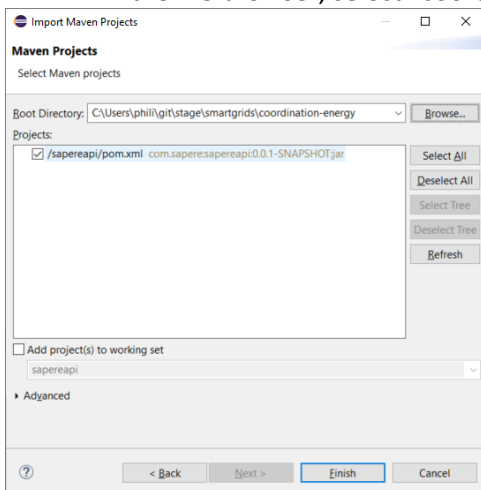 Import Maven Projects
Maven Projects
Select Maven projects
Root Directory: C:\Users\phili\git\stage\smartgrids\coordination-energy Browse...
Projects:
/sapereapi/pom.xml com.sapere:sapereapi:0.0.1-SNAPSHOT:jar
Select All
Deselect All
Select Tree
Deselect Tree
Refresh
Add project(s) to working set
sapereapi
Advanced
< Back Next > Finish Cancel